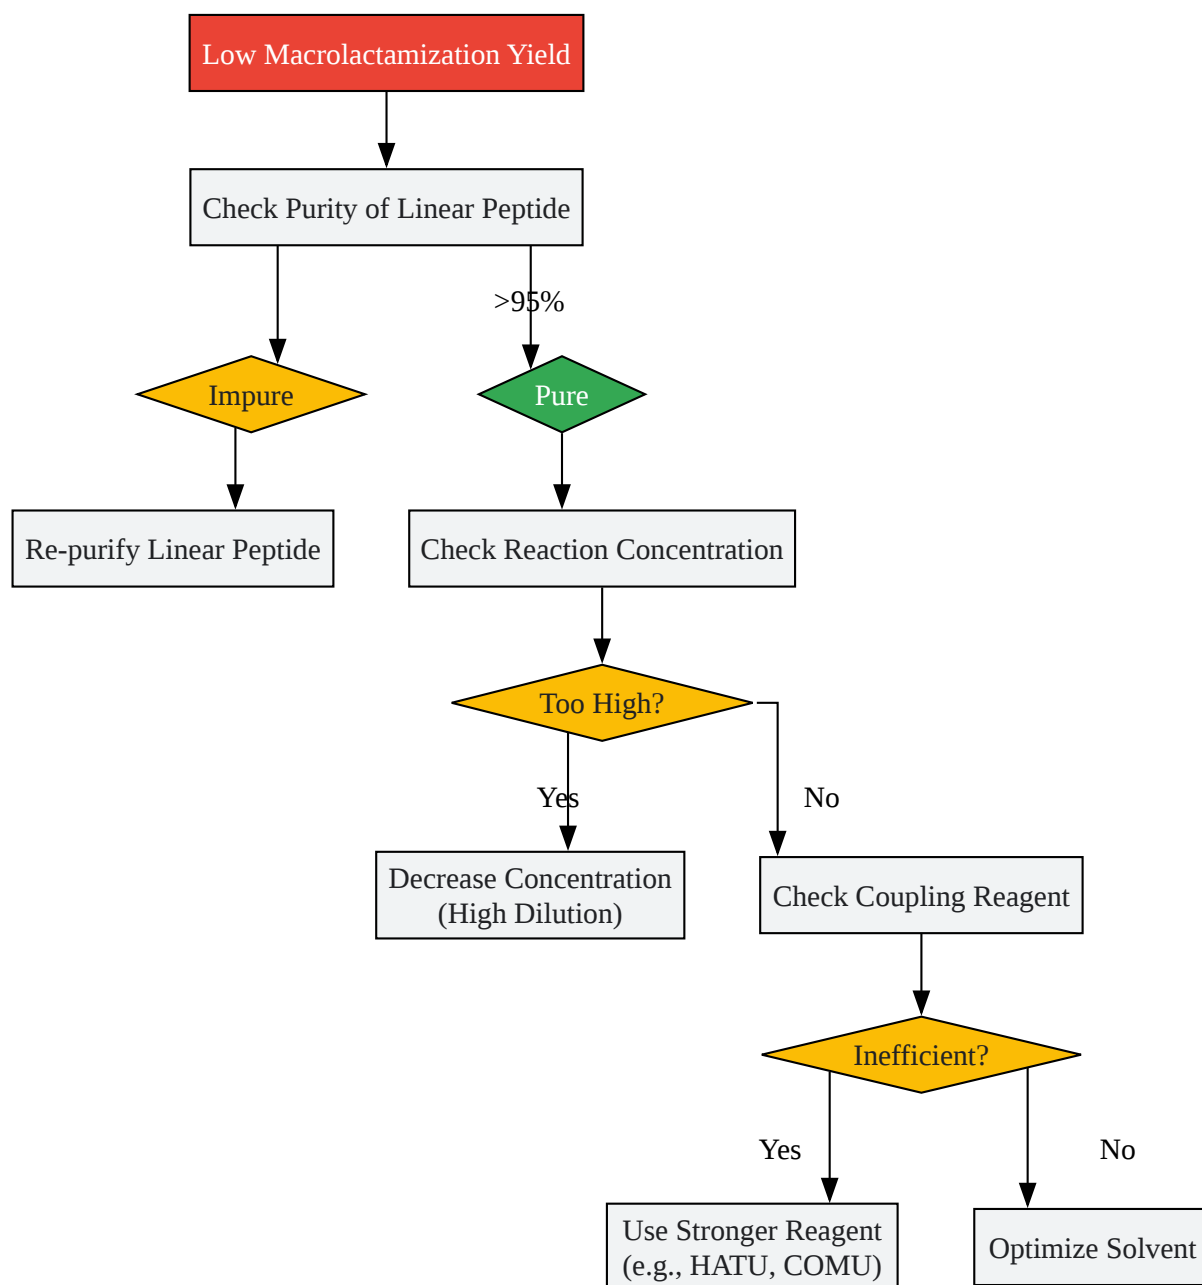 Low Macrolactamization Yield
Check Purity of Linear Peptide
>95%
Impure
Pure
Re-purify Linear Peptide
Check Reaction Concentration
Too High?
Yes
No
Decrease Concentration
(High Dilution)
Check Coupling Reagent
Inefficient?
Yes
No
Use Stronger Reagent
(e.g., HATU, COMU)
Optimize Solvent